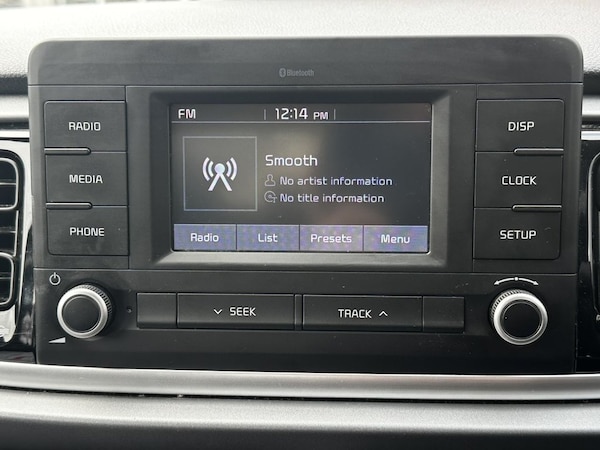 Bluetooth
RADIO
MEDIA
PHONE
FM 12:14 PM
Smooth
No artist information
No title information
Radio List Presets Menu
DISP
CLOCK
SETUP
SEEK
TRACK